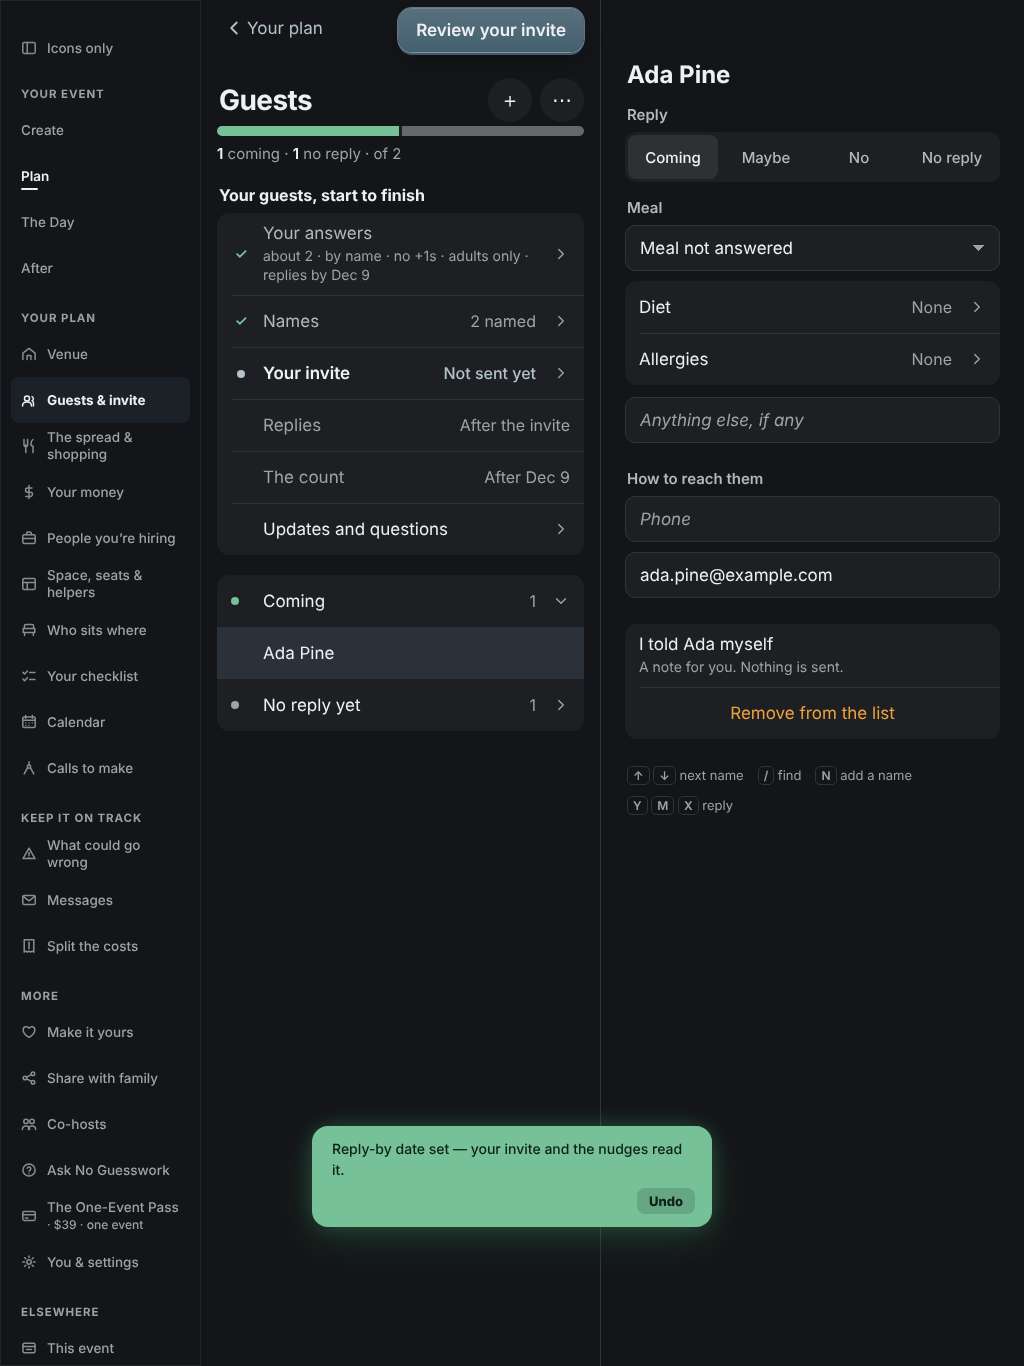 Icons only
YOUR EVENT
Create
Plan
The Day
After
YOUR PLAN
Venue
Guests & invite
The spread &
shopping
Your money
People you're hiring
Space, seats &
helpers
Who sits where
Your checklist
Calendar
Calls to make
KEEP IT ON TRACK
What could go
wrong
Messages
Split the costs
MORE
Make it yours
Share with family
Co-hosts
Ask No Guesswork
The One-Event Pass
· $39 · one event
You & settings
ELSEWHERE
This event
Your plan
Review your invite
Guests
+ ···
1 coming · 1 no reply · of 2
Your guests, start to finish
Your answers
about 2 · by name · no +1s · adults only ·
replies by Dec 9
Names 2 named
Your invite Not sent yet
Replies After the invite
The count After Dec 9
Updates and questions
Coming 1
Ada Pine
No reply yet 1
Ada Pine
Reply
Coming Maybe No No reply
Meal
Meal not answered
Diet None
Allergies None
Anything else, if any
How to reach them
Phone
ada.pine@example.com
I told Ada myself
A note for you. Nothing is sent.
Remove from the list
↑ ↓ next name / find N add a name
Y M X reply
Reply-by date set — your invite and the nudges read
it.
Undo